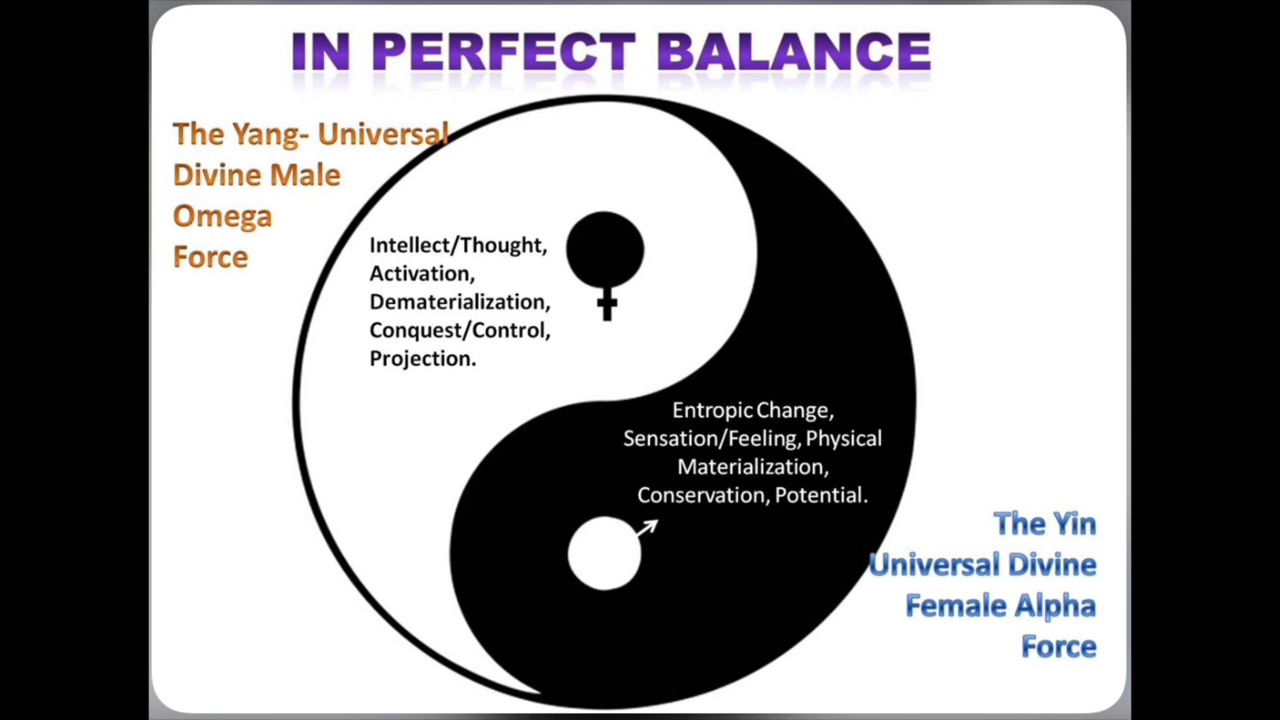 IN PERFECT BALANCE
The Yang- Universal
Divine Male
Omega
Force
Intellect/Thought,
Activation,
Dematerialization,
Conquest/Control,
Projection.
Entropic Change,
Sensation/Feeling, Physical
Materialization,
Conservation, Potential.
The Yin
Universal Divine
Female Alpha
Force